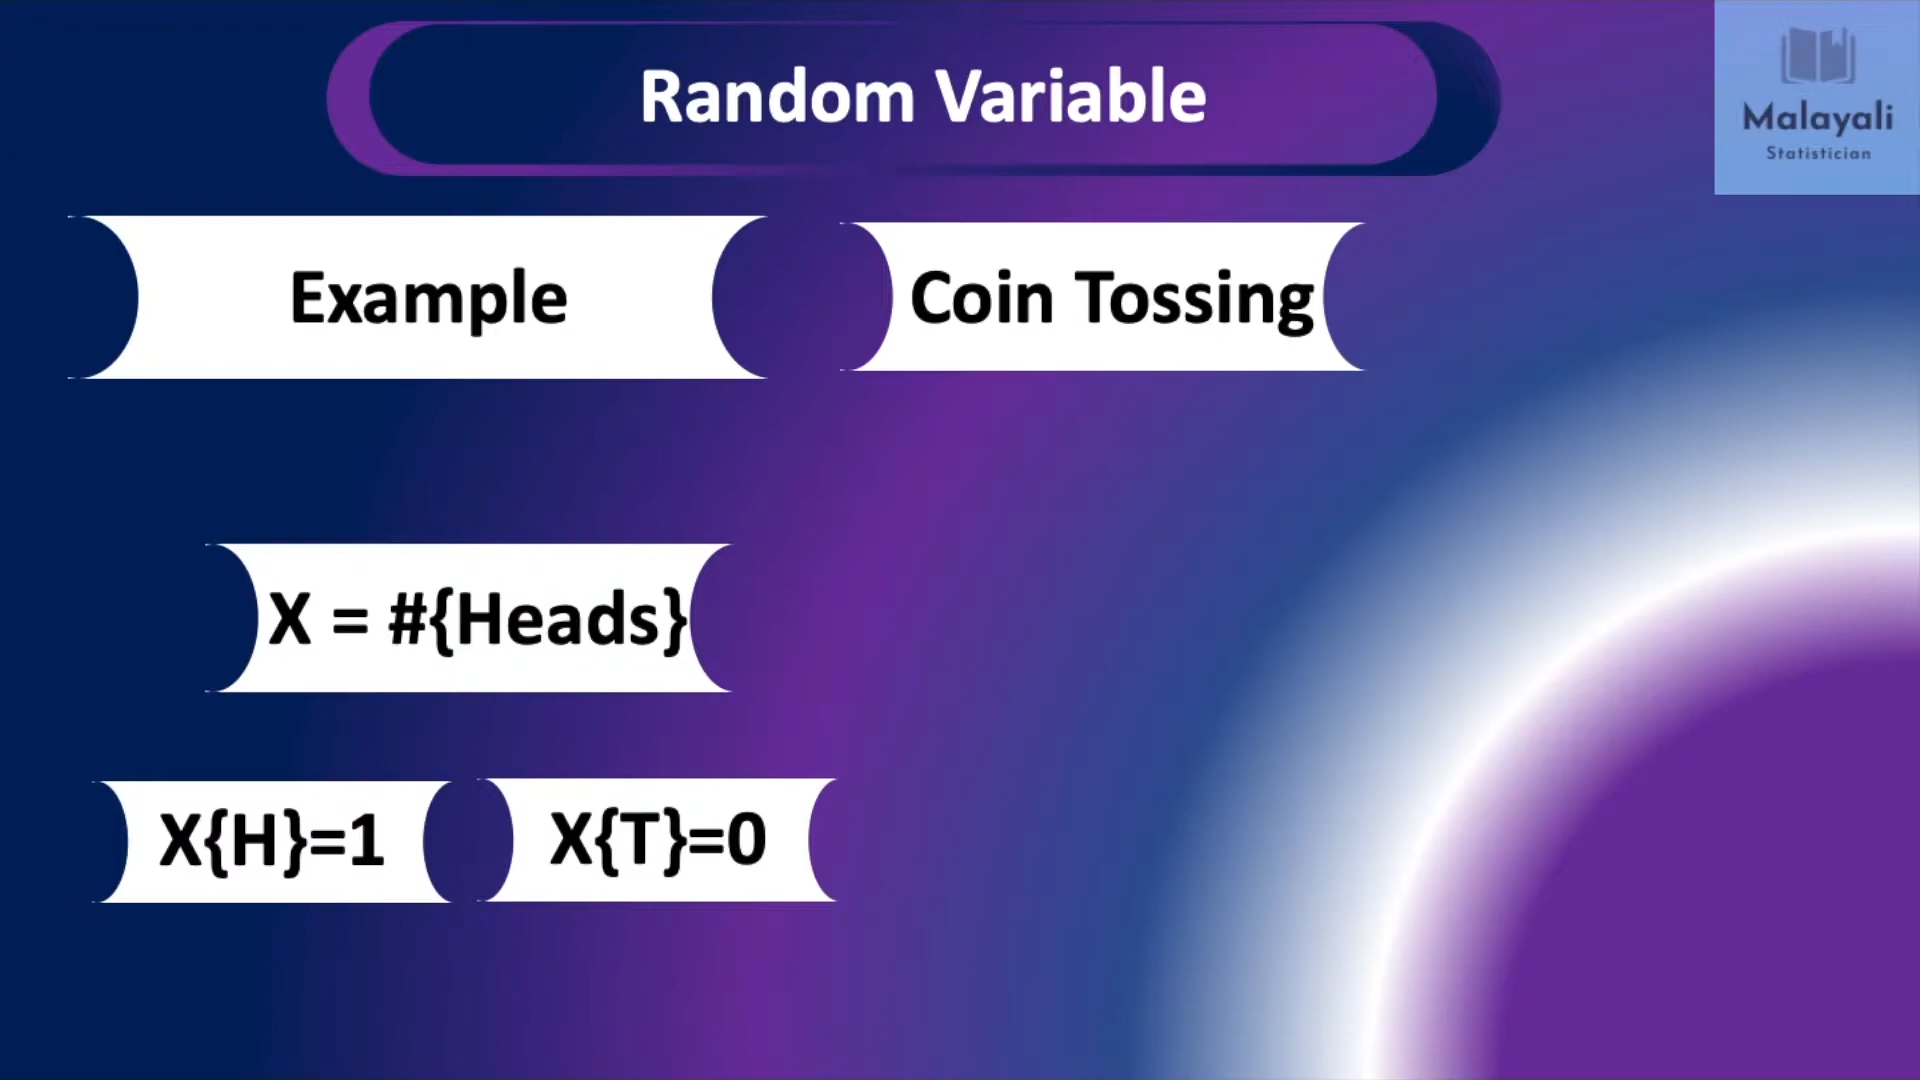 Random Variable
Malayali
Statistician
Example
Coin Tossing
X = #{Heads}
X{H}=1
X{T}=0